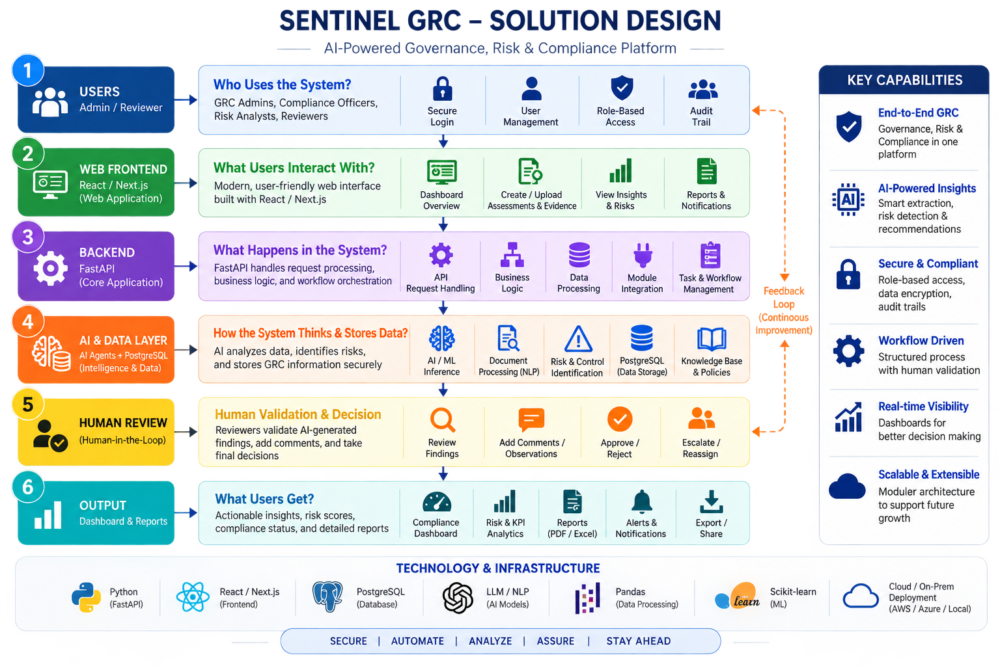 SENTINEL GRC – SOLUTION DESIGN
AI-Powered Governance, Risk & Compliance Platform
1
USERS
Admin / Reviewer
Who Uses the System?
GRC Admins, Compliance Officers,
Risk Analysts, Reviewers
Secure
Login
User
Management
Role-Based
Access
Audit
Trail
2
WEB FRONTEND
React / Next.js
(Web Application)
What Users Interact With?
Modern, user-friendly web interface
built with React / Next.js
Dashboard
Overview
Create / Upload
Assessments & Evidence
View Insights
& Risks
Reports &
Notifications
3
BACKEND
FastAPI
(Core Application)
What Happens in the System?
FastAPI handles request processing,
business logic, and workflow orchestration
API
Request Handling
Business
Logic
Data
Processing
Module
Integration
Task & Workflow
Management
4
AI & DATA LAYER
AI Agents + PostgreSQL
(Intelligence & Data)
How the System Thinks & Stores Data?
AI analyzes data, identifies risks,
and stores GRC information securely
AI / ML
Inference
Document
Processing (NLP)
Risk & Control
Identification
PostgreSQL
(Data Storage)
Knowledge Base
& Policies
5
HUMAN REVIEW
(Human-in-the-Loop)
Human Validation & Decision
Reviewers validate AI-generated
findings, add comments, and take
final decisions
Review
Findings
Add Comments /
Observations
Approve /
Reject
Escalate /
Reassign
6
OUTPUT
Dashboard & Reports
What Users Get?
Actionable insights, risk scores,
compliance status, and detailed reports
Compliance
Dashboard
Risk & KPI
Analytics
Reports
(PDF / Excel)
Alerts &
Notifications
Export /
Share
Feedback
Loop
(Continoous
Improvement)
KEY CAPABILITIES
End-to-End GRC
Governance, Risk &
Compliance in one
platform
AI
AI-Powered Insights
Smart extraction,
risk detection &
recommendations
Secure & Compliant
Role-based access,
data encryption,
audit trails
Workflow Driven
Structured process
with human validation
Real-time Visibility
Dashboards for
better decision making
Scalable & Extensible
Moduler architecture
to support future
growth
TECHNOLOGY & INFRASTRUCTURE
Python
(FastAPI)
React / Next.js
(Frontend)
PostgreSQL
(Database)
LLM / NLP
(AI Models)
Pandas
(Data Processing)
learn
Scikit-learn
(ML)
Cloud / On-Prem
Deployment
(AWS / Azure / Local)
SECURE | AUTOMATE | ANALYZE | ASSURE | STAY AHEAD